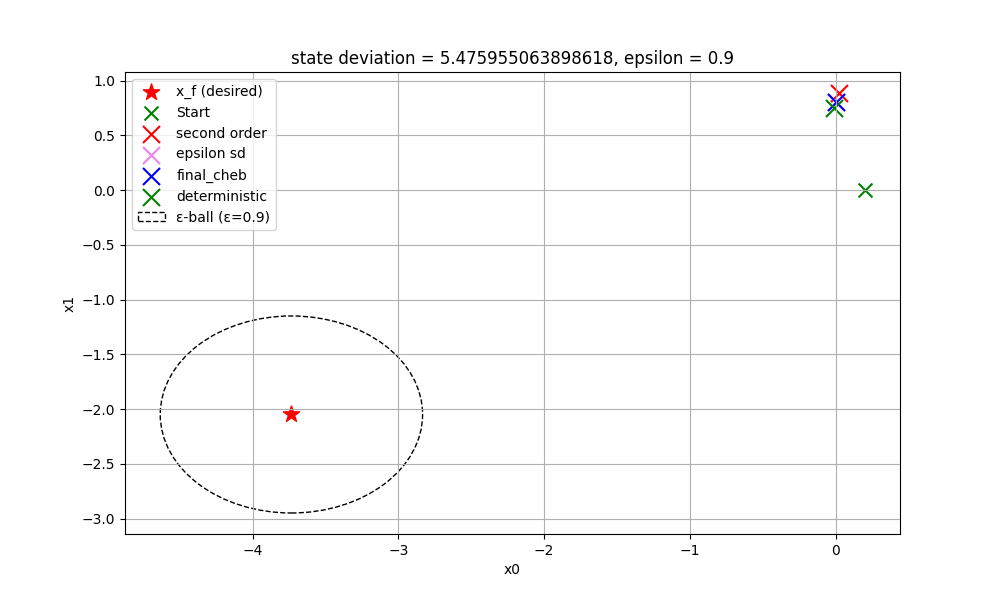 state deviation = 5.475955063898618, epsilon = 0.9
x_f (desired)
Start
second order
epsilon sd
final_cheb
deterministic
ε-ball (ε=0.9)
1.0
0.5
0.0
−0.5
−1.0
−1.5
−2.0
−2.5
−3.0
x1
−4
−3
−2
−1
0
x0